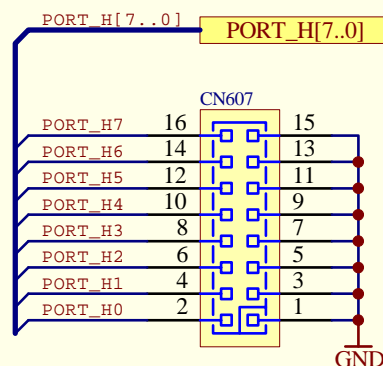 PORT_H[7..0]
PORT_H[7..0]
CN607
PORT_H7 16 15
PORT_H6 14 13
PORT_H5 12 11
PORT_H4 10 9
PORT_H3 8 7
PORT_H2 6 5
PORT_H1 4 3
PORT_H0 2 1
GND